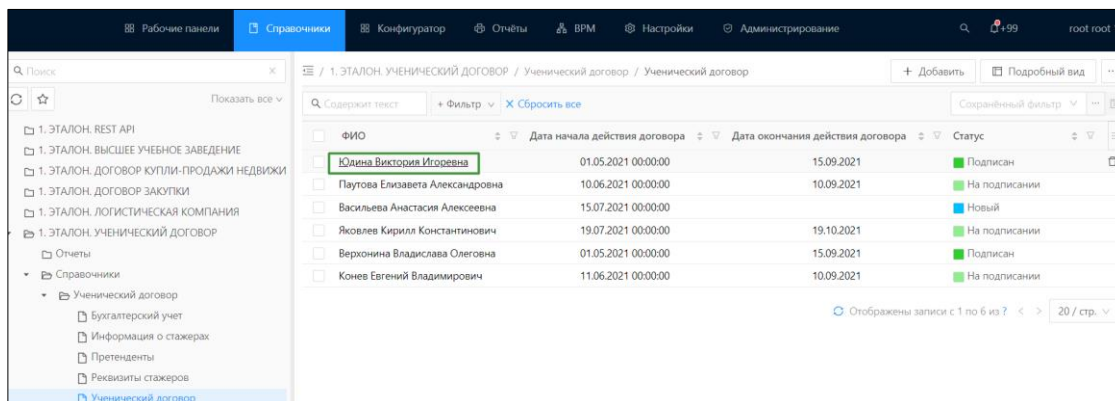 Рабочие панели Справочники Конфигуратор Отчёты BPM Настройки Администрирование +99 root root
Поиск
Показать все
1. ЭТАЛОН. REST API
1. ЭТАЛОН. ВЫСШЕЕ УЧЕБНОЕ ЗАВЕДЕНИЕ
1. ЭТАЛОН. ДОГОВОР КУПЛИ-ПРОДАЖИ НЕДВИЖИ
1. ЭТАЛОН. ДОГОВОР ЗАКУПКИ
1. ЭТАЛОН. ЛОГИСТИЧЕСКАЯ КОМПАНИЯ
1. ЭТАЛОН. УЧЕНИЧЕСКИЙ ДОГОВОР
Отчеты
Справочники
Ученический договор
Бухгалтерский учет
Информация о стажерах
Претенденты
Реквизиты стажеров
Ученический договор
/ 1. ЭТАЛОН. УЧЕНИЧЕСКИЙ ДОГОВОР / Ученический договор / Ученический договор + Добавить Подробный вид ...
Содержит текст + Фильтр X Сбросить все Сохранённый фильтр ...
ФИО Дата начала действия договора Дата окончания действия договора Статус
Юдина Виктория Игоревна 01.05.2021 00:00:00 15.09.2021 Подписан
Паутова Елизавета Александровна 10.06.2021 00:00:00 10.09.2021 На подписании
Васильева Анастасия Алексеевна 15.07.2021 00:00:00 Новый
Яковлев Кирилл Константинович 19.07.2021 00:00:00 19.10.2021 На подписании
Верхонина Владислава Олеговна 01.05.2021 00:00:00 15.09.2021 Подписан
Конев Евгений Владимирович 11.06.2021 00:00:00 10.09.2021 На подписании
Отображены записи с 1 по 6 из ? < > 20 / стр.